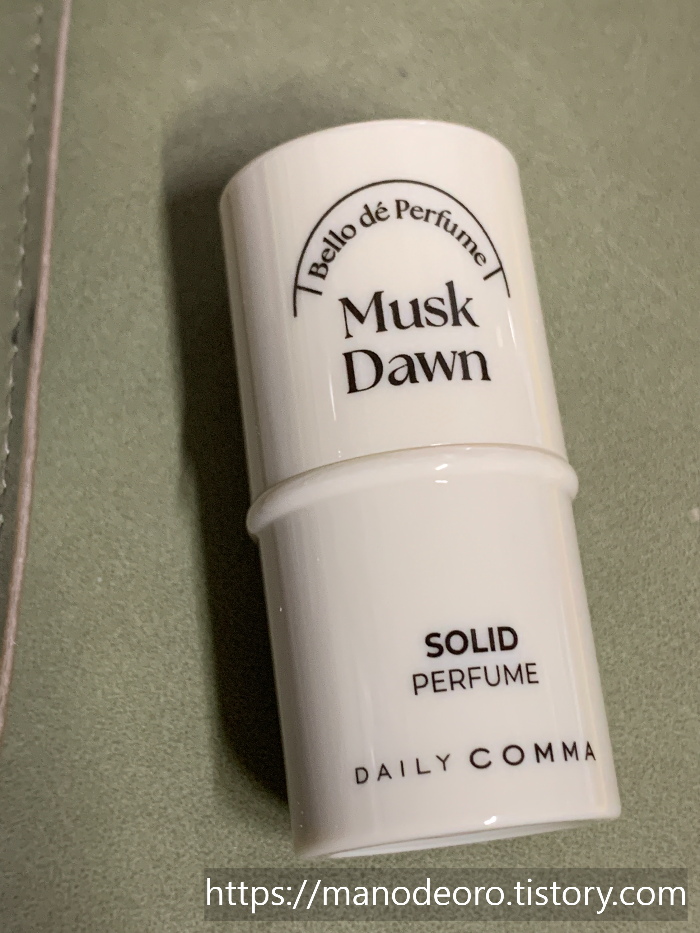 Bello dé Perfume
Musk
Dawn
SOLID
PERFUME
DAILY COMMA
https://manodeoro.tistory.com